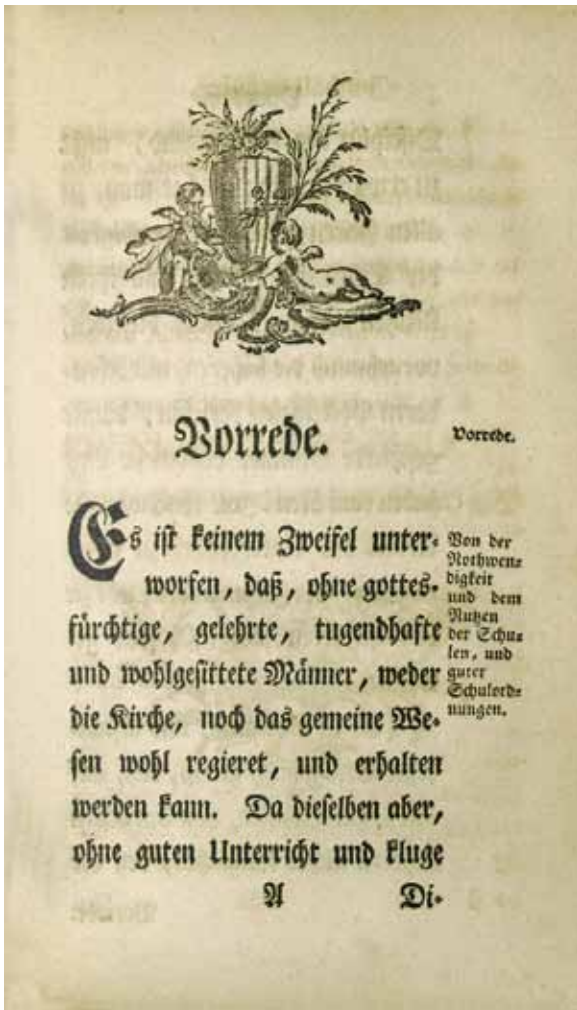 Vorrede.
Vorrede.
Es ist keinem Zweifel unter-
worfen, daß, ohne gottes-
fürchtige, gelehrte, tugendhafte
und wohlgesittete Männer, weder
die Kirche, noch das gemeine We-
sen wohl regieret, und erhalten
werden kann. Da dieselben aber,
ohne guten Unterricht und kluge
Von der
Nothwen-
digkeit
und dem
Nutzen
der Schu-
len, und
guter
Schulord-
nungen.
A Di-